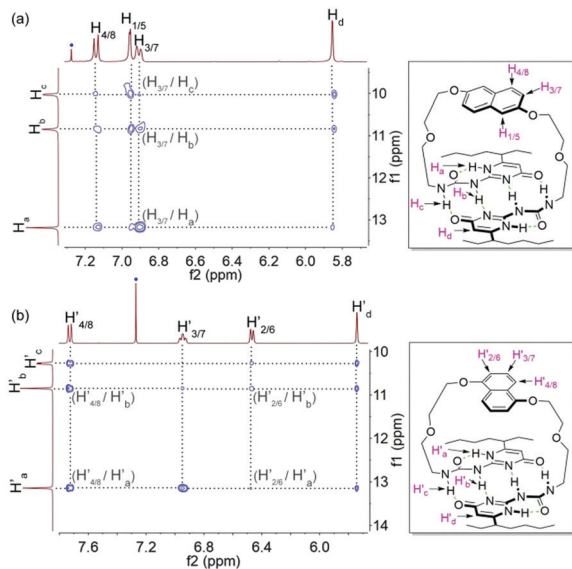 (a)
H4/8
H1/5
H3/7
Hd
Hc
Hb
Ha
(H3/7 / Hc)
(H3/7 / Hb)
(H3/7 / Ha)
10
11
12
13
f1 (ppm)
7.2 7.0 6.8 6.6 6.4 6.2 6.0 5.8
f2 (ppm)
H4/8
H3/7
H1/5
O O
O O
Ha
O H N
N N N O
Hb
H H H
N N
Hc
O N H O
Hd
(b)
H'4/8
H'3/7
H'2/6
H'd
H'c
H'b
H'a
(H'4/8 / H'b)
(H'2/6 / H'b)
(H'4/8 / H'a)
(H'2/6 / H'a)
10
11
12
13
14
f1 (ppm)
7.6 7.2 6.8 6.4 6.0
f2 (ppm)
H'2/6 H'3/7
H'4/8
O
O
O O
H'a
O H N
N N N O
H'b
H H H
N N
H'c
O N H O
H'd